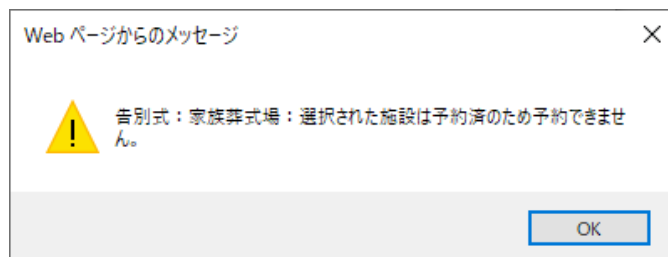 Web ページからのメッセージ
告別式：家族葬式場：選択された施設は予約済のため予約できませ
ん。
OK